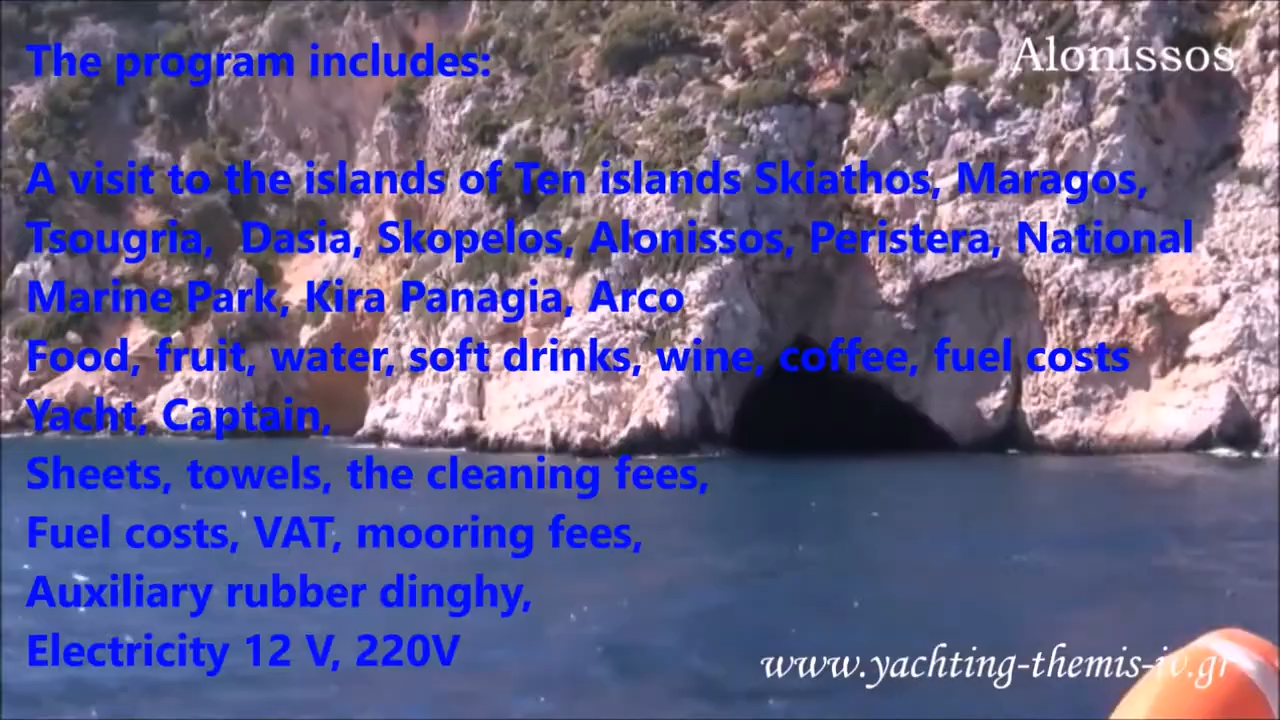 The program includes:
Alonissos
A visit to the islands of Ten islands Skiathos, Maragos,
Tsougria, Dasia, Skopelos, Alonissos, Peristera, National
Marine Park, Kira Panagia, Arco
Food, fruit, water, soft drinks, wine, coffee, fuel costs
Yacht, Captain,
Sheets, towels, the cleaning fees,
Fuel costs, VAT, mooring fees,
Auxiliary rubber dinghy,
Electricity 12 V, 220V
www.yachting-themis-iv.gr